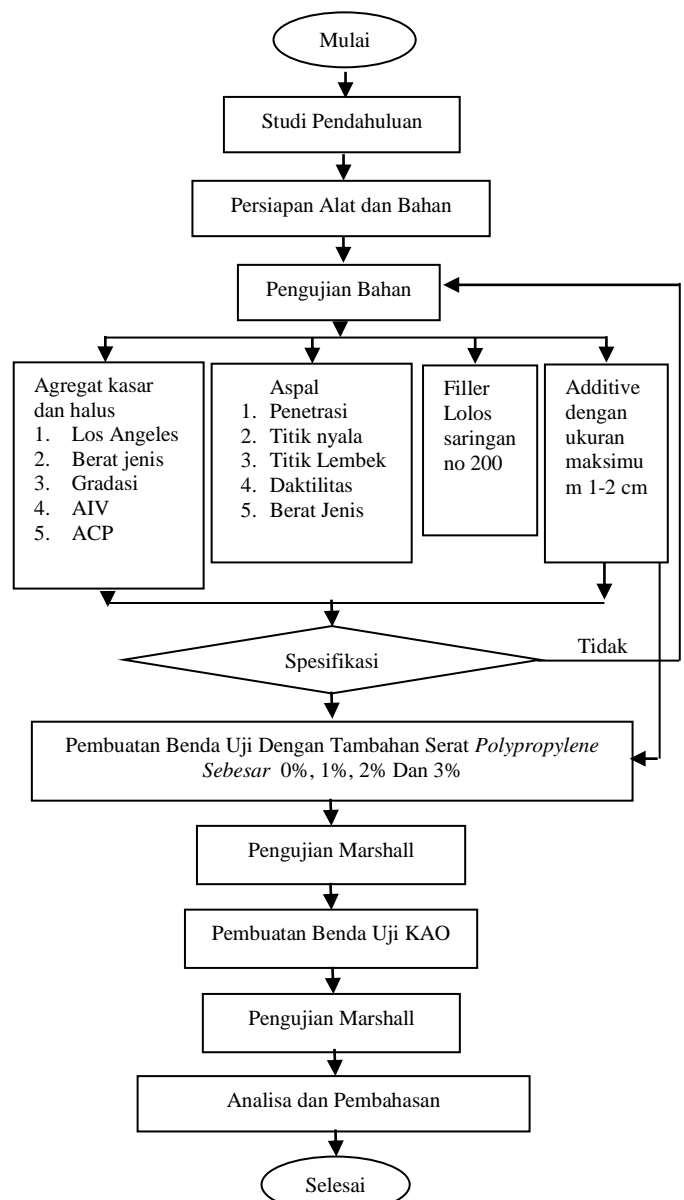 Mulai
Studi Pendahuluan
Persiapan Alat dan Bahan
Pengujian Bahan
Agregat kasar
dan halus
1. Los Angeles
2. Berat jenis
3. Gradasi
4. AIV
5. ACP
Aspal
1. Penetrasi
2. Titik nyala
3. Titik Lembek
4. Daktilitas
5. Berat Jenis
Filler
Lolos
saringan
no 200
Additive
dengan
ukuran
maksimu
m 1-2 cm
Spesifikasi
Tidak
Pembuatan Benda Uji Dengan Tambahan Serat Polypropylene
Sebesar 0%, 1%, 2% Dan 3%
Pengujian Marshall
Pembuatan Benda Uji KAO
Pengujian Marshall
Analisa dan Pembahasan
Selesai